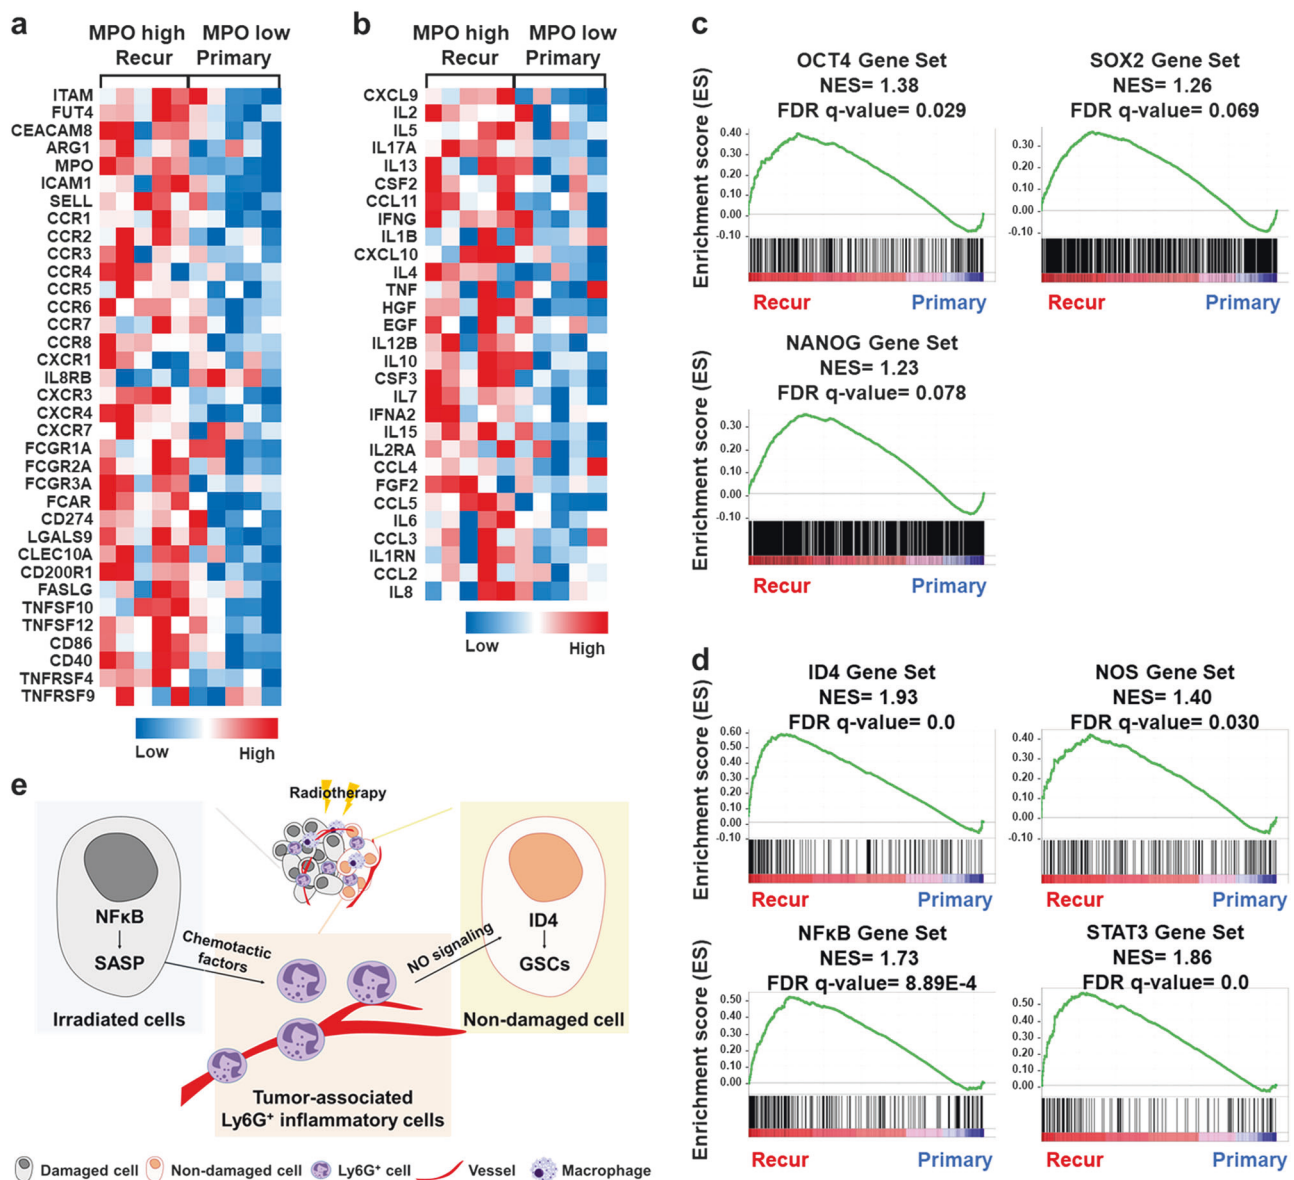 a
MPO high MPO low
Recur Primary
ITAM
FUT4
CEACAM8
ARG1
MPO
ICAM1
SELL
CCR1
CCR2
CCR3
CCR4
CCR5
CCR6
CCR7
CCR8
CXCR1
IL8RB
CXCR3
CXCR4
CXCR7
FCGR1A
FCGR2A
FCGR3A
FCAR
CD274
LGALS9
CLEC10A
CD200R1
FASLG
TNFSF10
TNFSF12
CD86
CD40
TNFRSF4
TNFRSF9
Low High
b
MPO high MPO low
Recur Primary
CXCL9
IL2
IL5
IL17A
IL13
CSF2
CCL11
IFNG
IL1B
CXCL10
IL4
TNF
HGF
EGF
IL12B
IL10
CSF3
IL7
IFNA2
IL15
IL2RA
CCL4
FGF2
CCL5
IL6
CCL3
IL1RN
CCL2
IL8
Low High
c
Enrichment score (ES)
OCT4 Gene Set
NES= 1.38
FDR q-value= 0.029
0.40
0.30
0.20
0.10
0.00
-0.10
Recur Primary
SOX2 Gene Set
NES= 1.26
FDR q-value= 0.069
0.30
0.20
0.10
0.00
-0.10
Recur Primary
Enrichment score (ES)
NANOG Gene Set
NES= 1.23
FDR q-value= 0.078
0.30
0.20
0.10
0.00
-0.10
Recur Primary
d
Enrichment score (ES)
ID4 Gene Set
NES= 1.93
FDR q-value= 0.0
0.60
0.50
0.40
0.30
0.20
0.10
0.00
-0.10
Recur Primary
NOS Gene Set
NES= 1.40
FDR q-value= 0.030
0.40
0.30
0.20
0.10
0.00
-0.10
Recur Primary
Enrichment score (ES)
NFκB Gene Set
NES= 1.73
FDR q-value= 8.89E-4
0.50
0.40
0.30
0.20
0.10
0.00
Recur Primary
STAT3 Gene Set
NES= 1.86
FDR q-value= 0.0
0.50
0.40
0.30
0.20
0.10
0.00
Recur Primary
e
Radiotherapy
NFκB
SASP
Irradiated cells
Chemotactic
factors
NO signaling
ID4
GSCs
Non-damaged cell
Tumor-associated
Ly6G⁺ inflammatory cells
Damaged cell Non-damaged cell Ly6G⁺ cell Vessel Macrophage